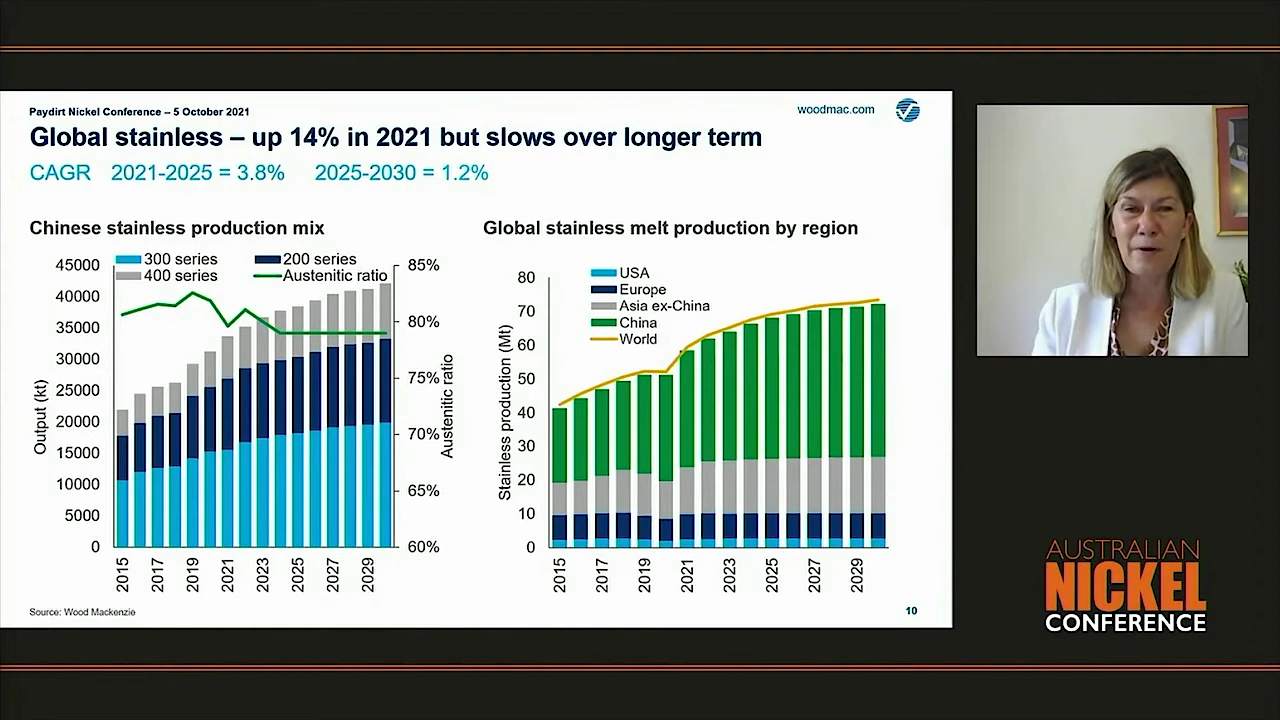 Paydirt Nickel Conference – 5 October 2021
woodmac.com
Global stainless – up 14% in 2021 but slows over longer term
CAGR 2021-2025 = 3.8% 2025-2030 = 1.2%
Chinese stainless production mix
300 series 200 series
400 series Austenitic ratio
45000
40000
35000
30000
25000
20000
15000
10000
5000
0
Output (kt)
85%
80%
75%
70%
65%
60%
Austenitic ratio
2015 2017 2019 2021 2023 2025 2027 2029
Global stainless melt production by region
USA
Europe
Asia ex-China
China
World
80
70
60
50
40
30
20
10
0
Stainless production (Mt)
2015 2017 2019 2021 2023 2025 2027 2029
Source: Wood Mackenzie
10
AUSTRALIAN
NICKEL
CONFERENCE